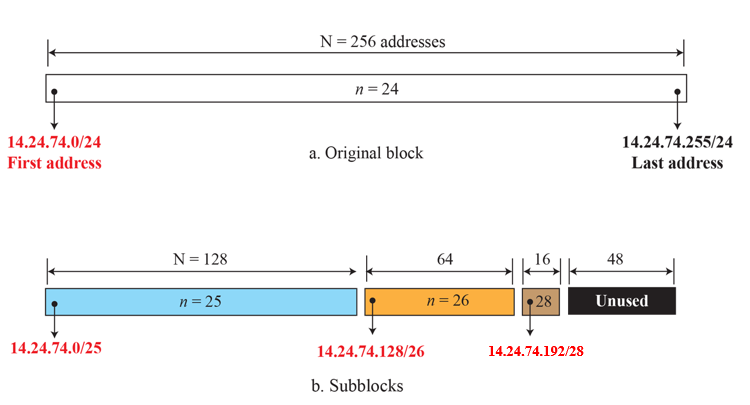 N = 256 addresses
n = 24
14.24.74.0/24
First address
14.24.74.255/24
Last address
a. Original block
N = 128
64
16
48
n = 25
n = 26
28
Unused
14.24.74.0/25
14.24.74.128/26
14.24.74.192/28
b. Subblocks